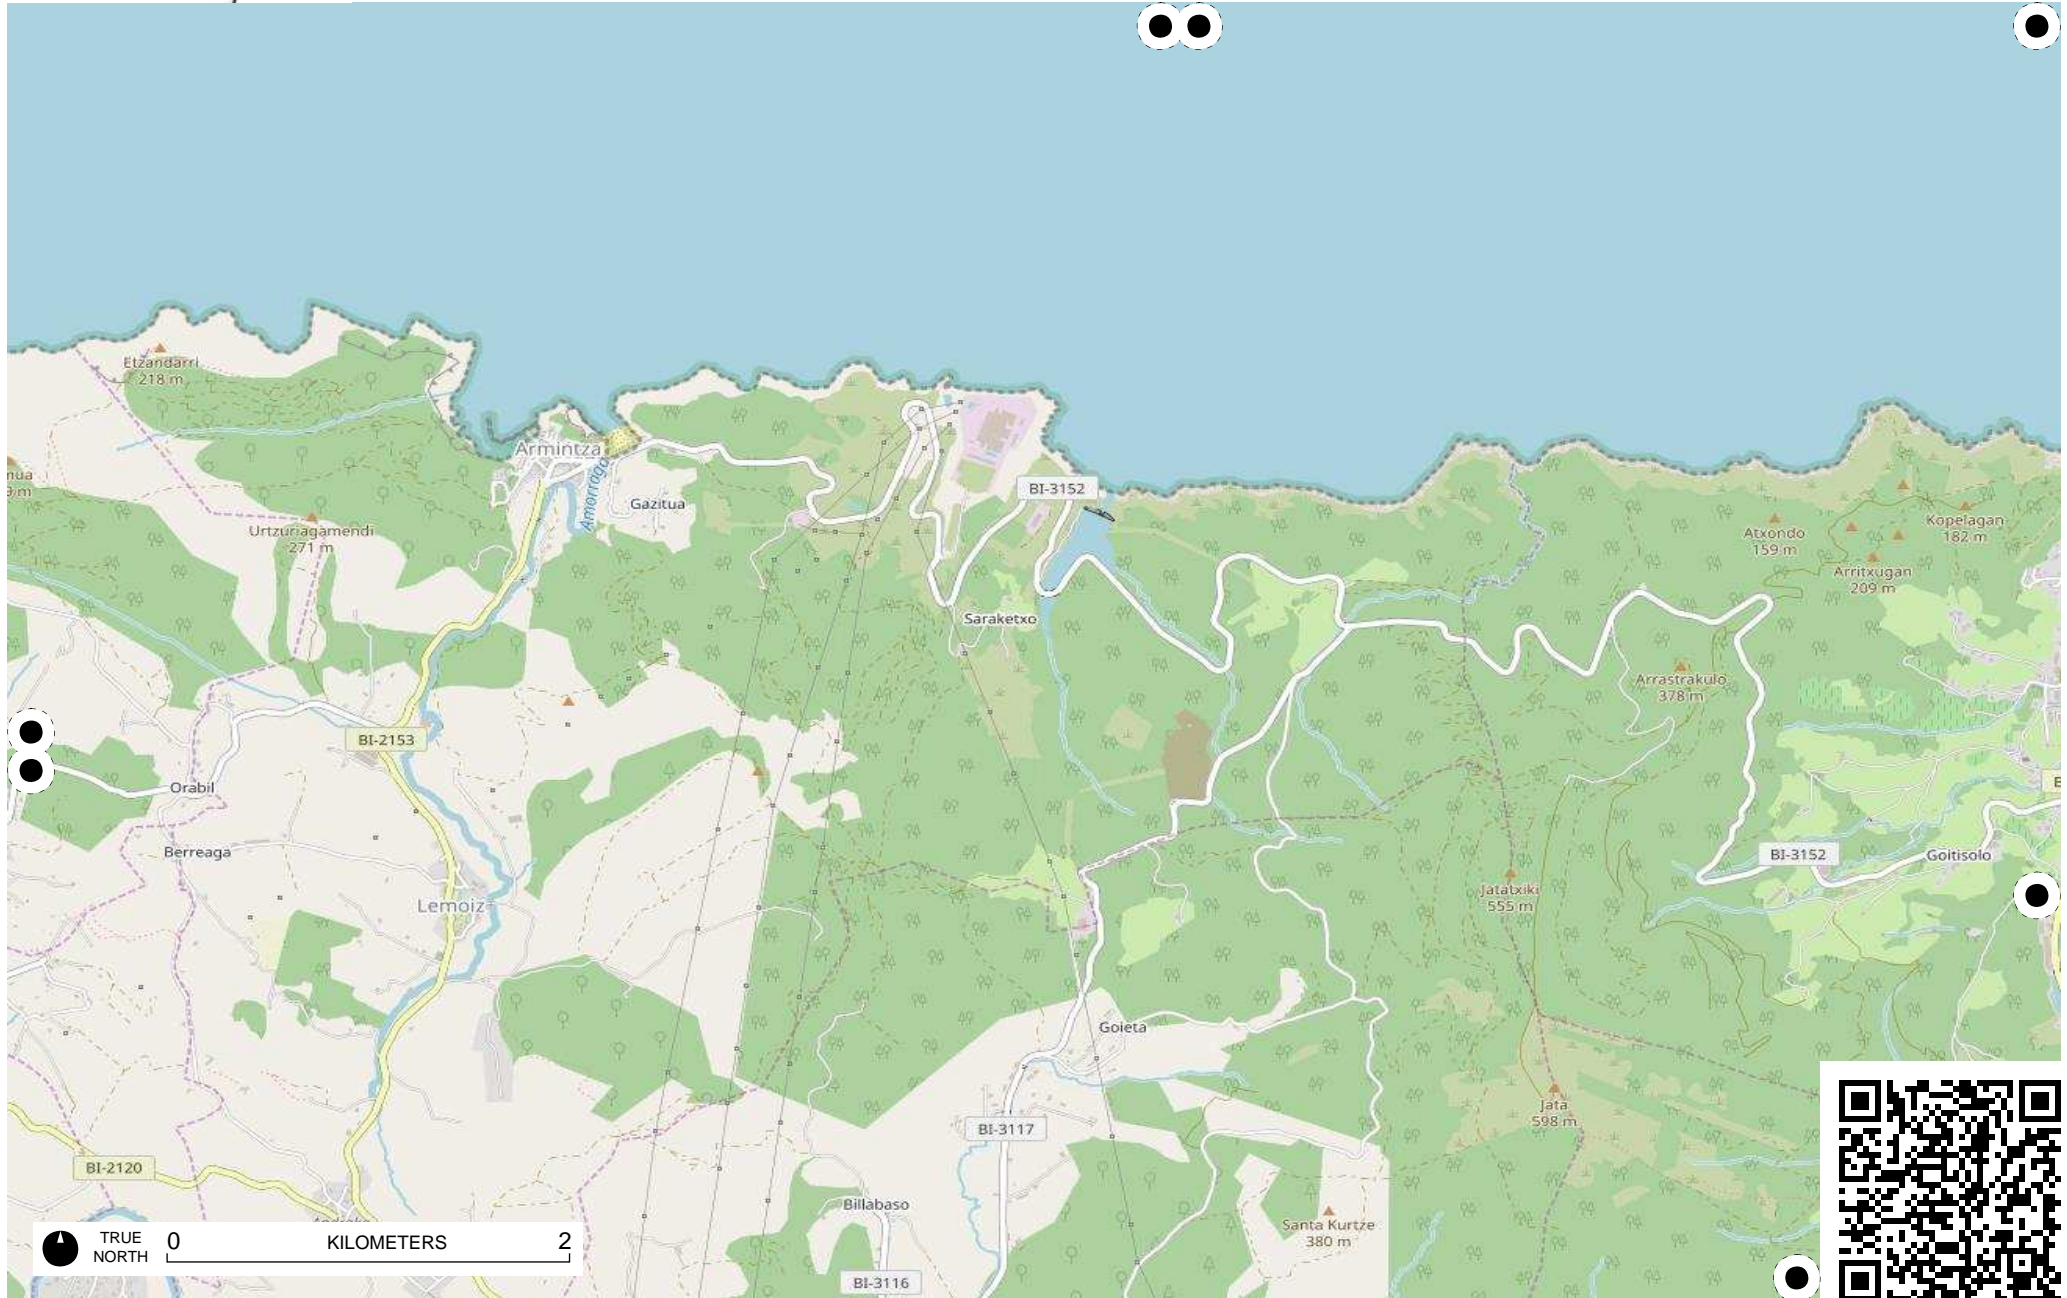 Etzandarri
218 m
Armintza
Amorraga
Gazitua
Urtzuriagamendi
271 m
BI-3152
Kopelagan
182 m
Atxondo
159 m
Arritxugan
209 m
Saraketxo
Arrastrakulo
378 m
BI-2153
Orabil
Berreaga
BI-3152
Goitisolo
Lemoiz
Jatatxiki
555 m
Goieta
Jata
598 m
BI-3117
BI-2120
Billabaso
Santa Kurtze
380 m
TRUE
NORTH
0 KILOMETERS 2
BI-3116